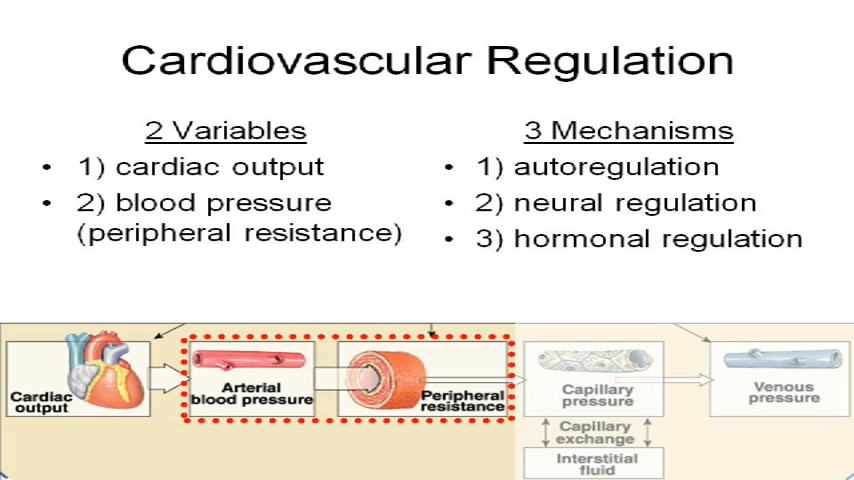 Cardiovascular Regulation
2 Variables
• 1) cardiac output
• 2) blood pressure
(peripheral resistance)
3 Mechanisms
• 1) autoregulation
• 2) neural regulation
• 3) hormonal regulation
Cardiac
output
Arterial
blood pressure
Peripheral
resistance
Capillary
pressure
Capillary
exchange
Interstitial
fluid
Venous
pressure